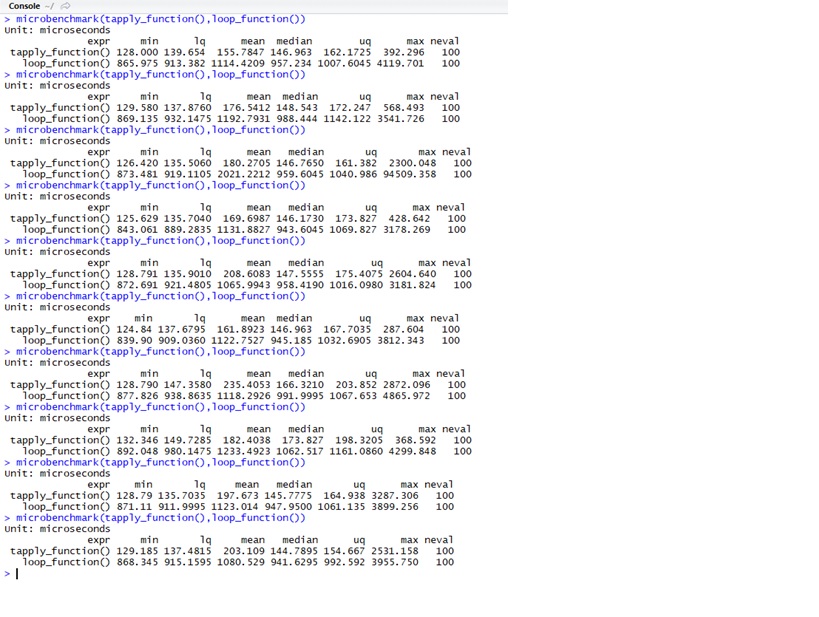 Console ~/
> microbenchmark(tapply_function(),loop_function())
Unit: microseconds
expr min lq mean median uq max neval
tapply_function() 128.000 139.654 155.7847 146.963 162.1725 392.296 100
loop_function() 865.975 913.382 1114.4209 957.234 1007.6045 4119.701 100
> microbenchmark(tapply_function(),loop_function())
Unit: microseconds
expr min lq mean median uq max neval
tapply_function() 129.580 137.8760 176.5412 148.543 172.247 568.493 100
loop_function() 869.135 932.1475 1192.7931 988.444 1142.122 3541.726 100
> microbenchmark(tapply_function(),loop_function())
Unit: microseconds
expr min lq mean median uq max neval
tapply_function() 126.420 135.5060 180.2705 146.7650 161.382 2300.048 100
loop_function() 873.481 919.1105 2021.2212 959.6045 1040.986 94509.358 100
> microbenchmark(tapply_function(),loop_function())
Unit: microseconds
expr min lq mean median uq max neval
tapply_function() 125.629 135.7040 169.6987 146.1730 173.827 428.642 100
loop_function() 843.061 889.2835 1131.8827 943.6045 1069.827 3178.269 100
> microbenchmark(tapply_function(),loop_function())
Unit: microseconds
expr min lq mean median uq max neval
tapply_function() 128.791 135.9010 208.6083 147.5555 175.4075 2604.640 100
loop_function() 872.691 921.4805 1065.9943 958.4190 1016.0980 3181.824 100
> microbenchmark(tapply_function(),loop_function())
Unit: microseconds
expr min lq mean median uq max neval
tapply_function() 124.84 137.6795 161.8923 146.963 167.7035 287.604 100
loop_function() 839.90 909.0360 1122.7527 945.185 1032.6905 3812.343 100
> microbenchmark(tapply_function(),loop_function())
Unit: microseconds
expr min lq mean median uq max neval
tapply_function() 128.790 147.3580 235.4053 166.3210 203.852 2872.096 100
loop_function() 877.826 938.8635 1118.2926 991.9995 1067.653 4865.972 100
> microbenchmark(tapply_function(),loop_function())
Unit: microseconds
expr min lq mean median uq max neval
tapply_function() 132.346 149.7285 182.4038 173.827 198.3205 368.592 100
loop_function() 892.048 980.1475 1233.4923 1062.517 1161.0860 4299.848 100
> microbenchmark(tapply_function(),loop_function())
Unit: microseconds
expr min lq mean median uq max neval
tapply_function() 128.79 135.7035 197.673 145.7775 164.938 3287.306 100
loop_function() 871.11 911.9995 1123.014 947.9500 1061.135 3899.256 100
> microbenchmark(tapply_function(),loop_function())
Unit: microseconds
expr min lq mean median uq max neval
tapply_function() 129.185 137.4815 203.109 144.7895 154.667 2531.158 100
loop_function() 868.345 915.1595 1080.529 941.6295 992.592 3955.750 100
>